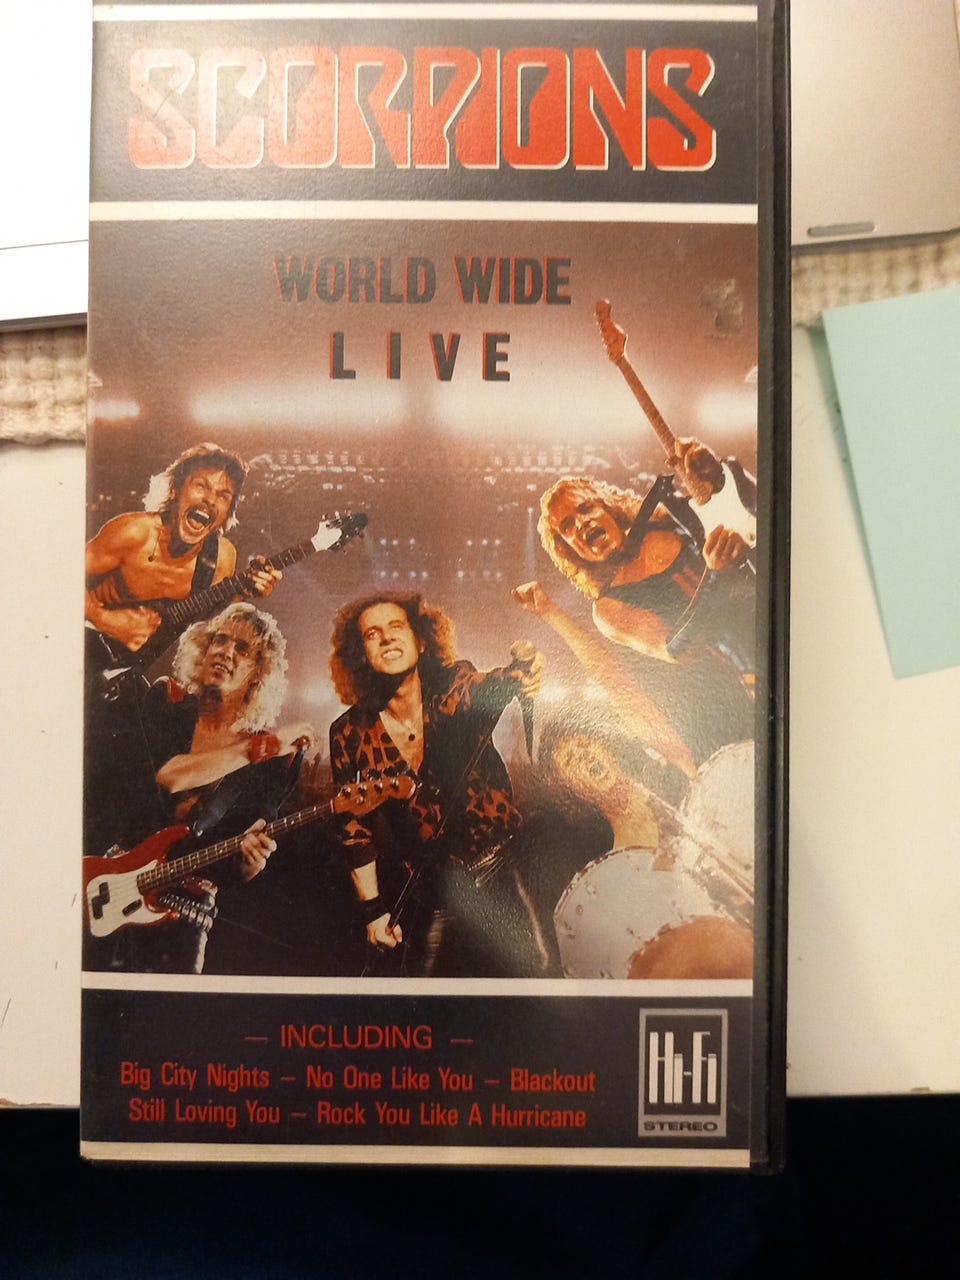 SCORPIONS
WORLD WIDE
LIVE
— INCLUDING —
Big City Nights — No One Like You — Blackout
Still Loving You — Rock You Like A Hurricane
Hi-Fi
STEREO